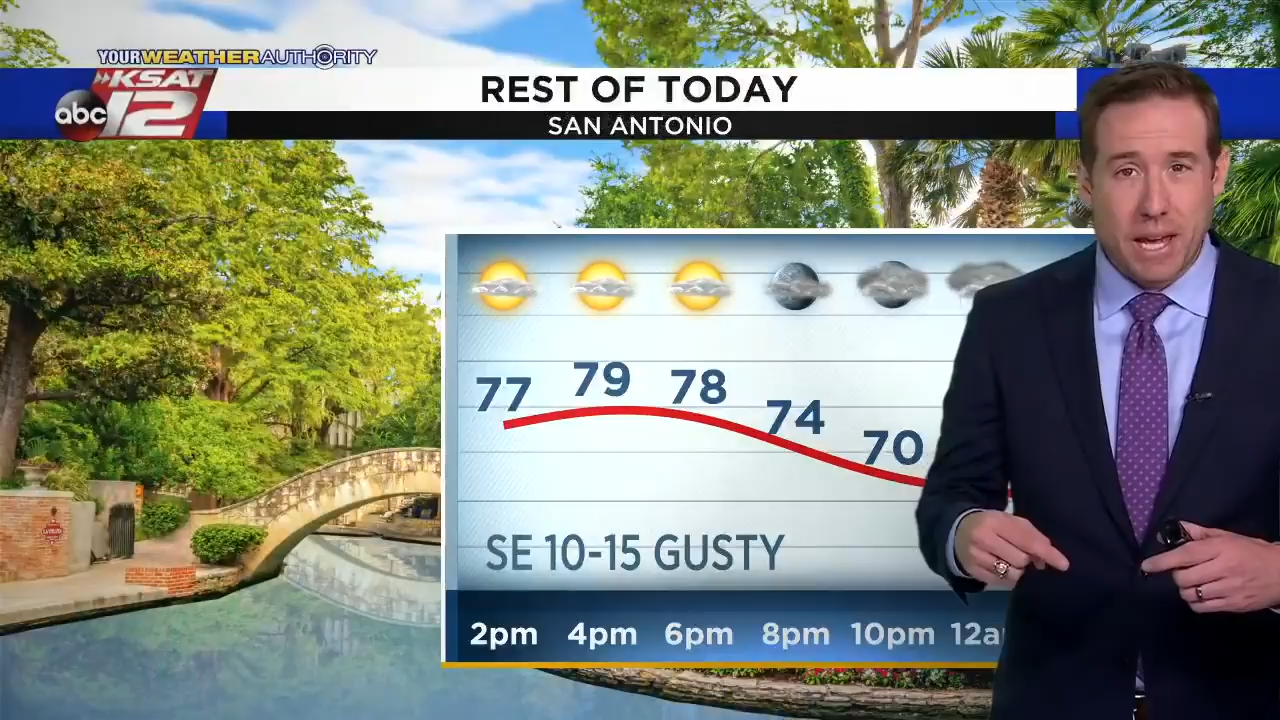 YOURWEATHERAUTHORITY
KSAT
abc 12
REST OF TODAY
SAN ANTONIO
77 79 78 74 70
SE 10-15 GUSTY
2pm 4pm 6pm 8pm 10pm 12a